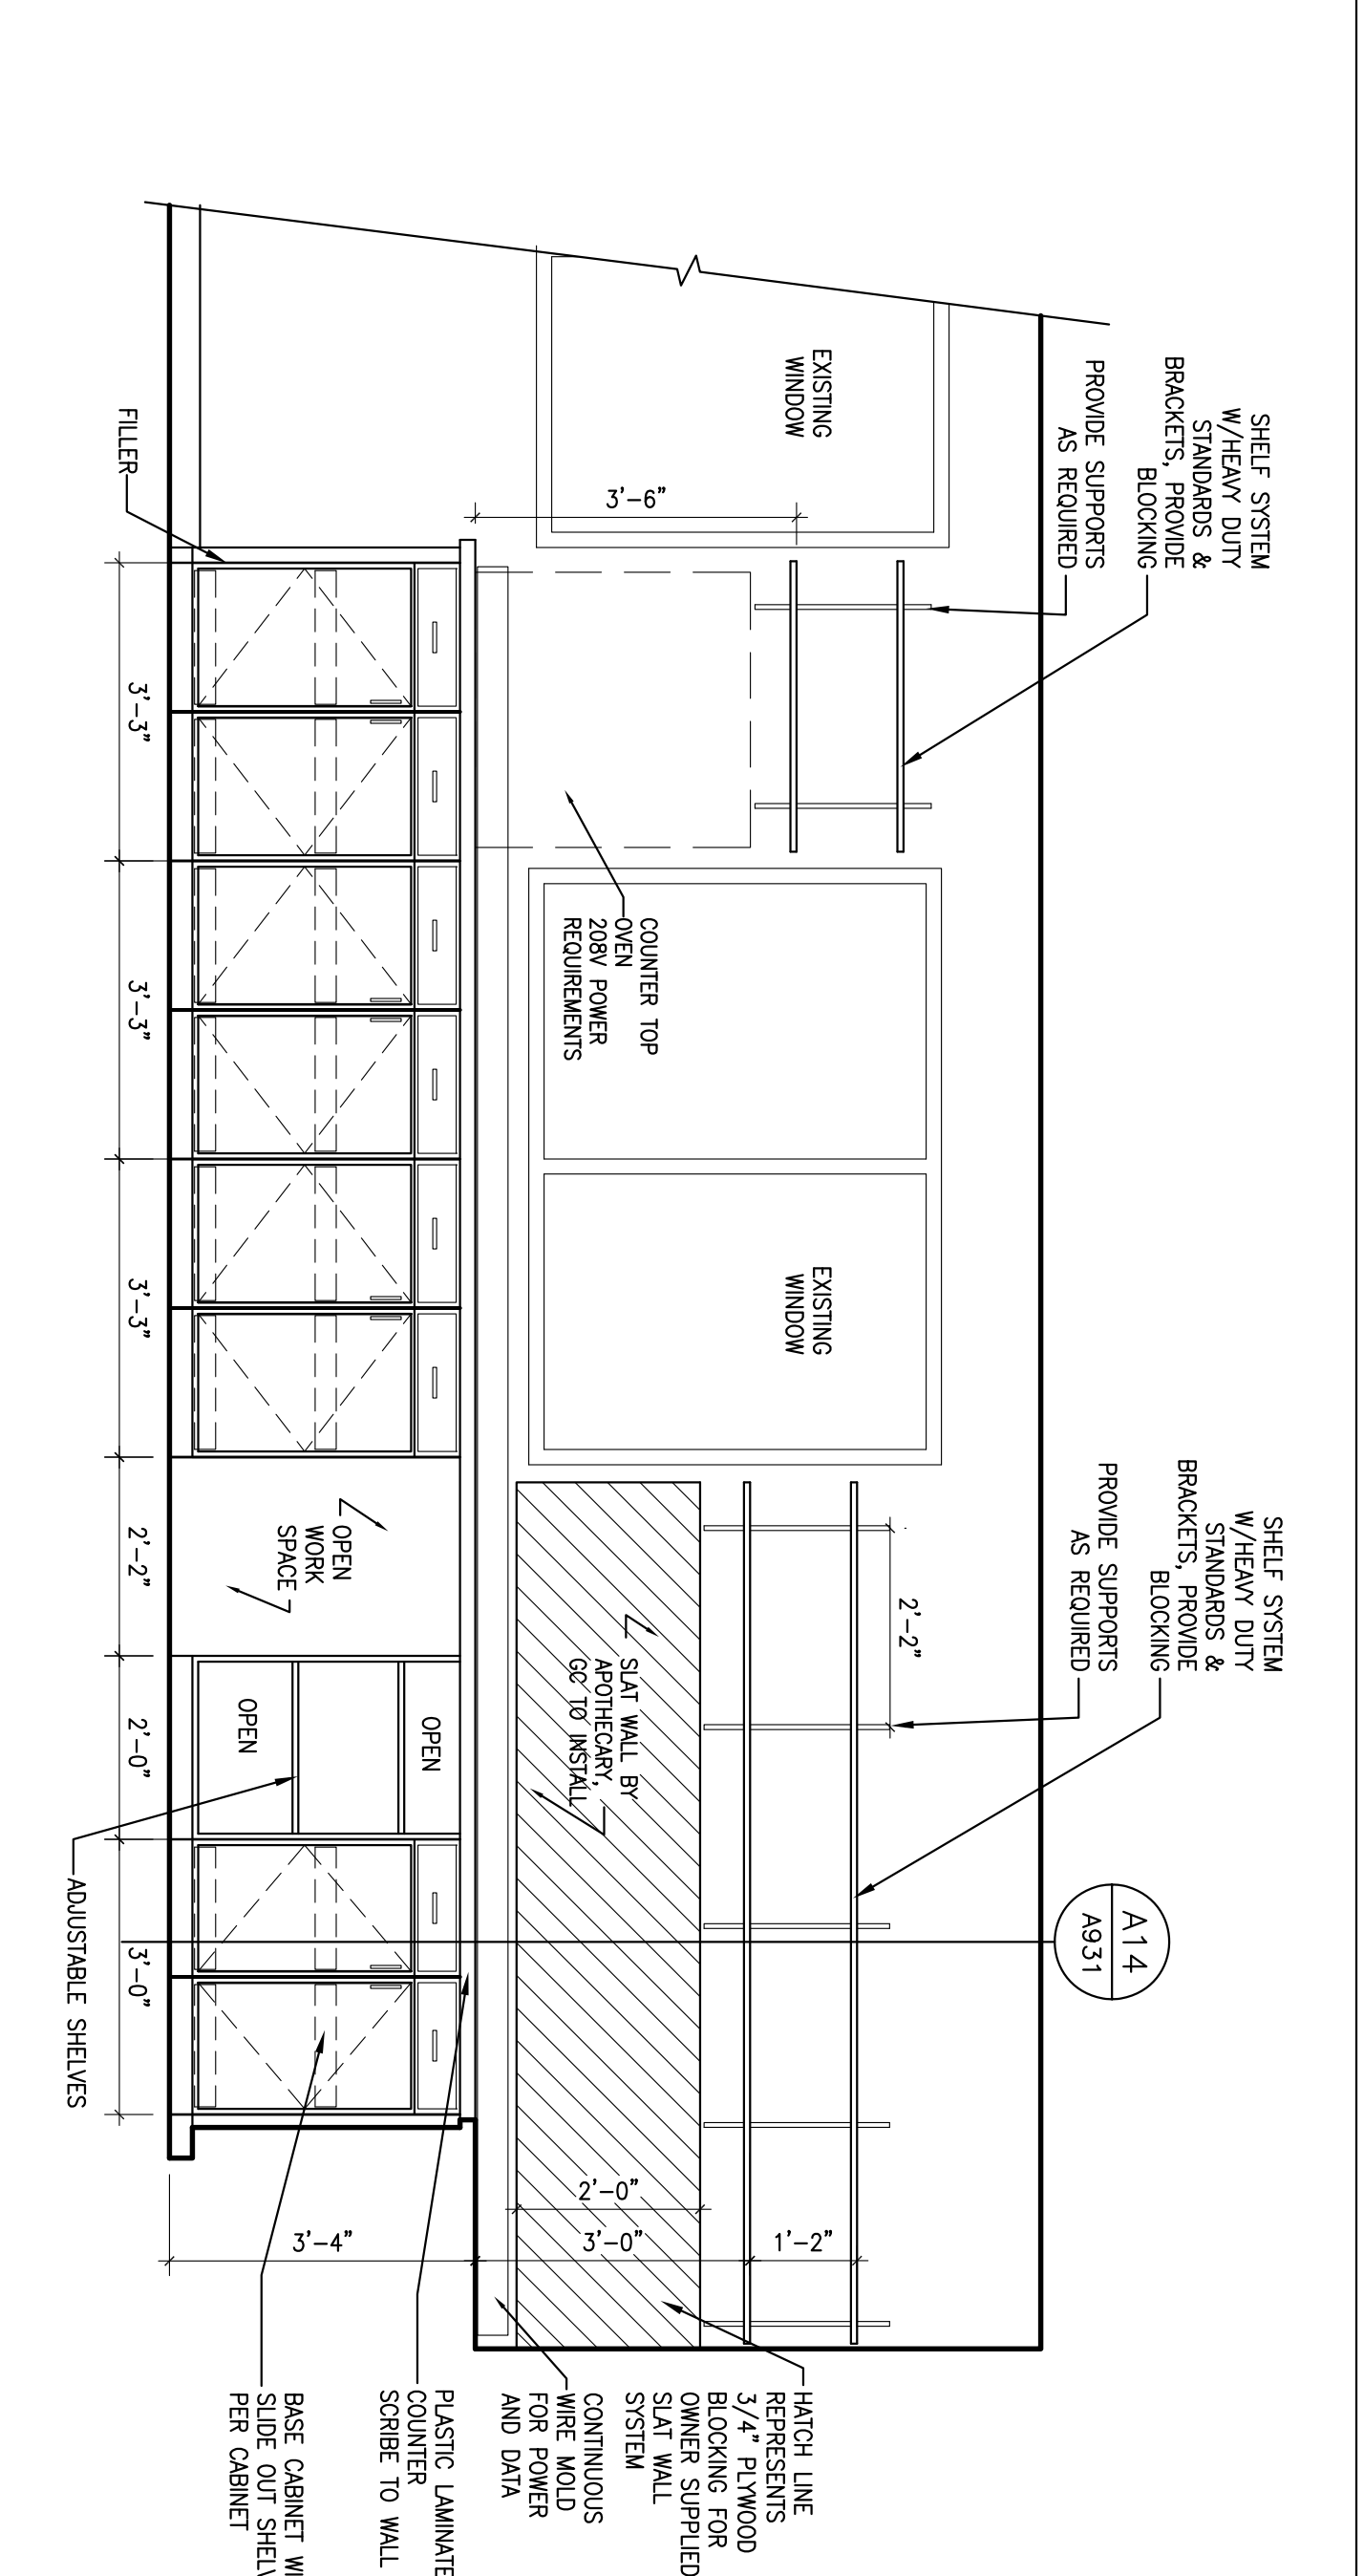 SHELF SYSTEM
W/HEAVY DUTY
STANDARDS &
BRACKETS, PROVIDE
BLOCKING
PROVIDE SUPPORTS
AS REQUIRED
SHELF SYSTEM
W/HEAVY DUTY
STANDARDS &
BRACKETS, PROVIDE
BLOCKING
PROVIDE SUPPORTS
AS REQUIRED
A14
A931
EXISTING
WINDOW
3'-6"
COUNTER TOP
OVEN
208V POWER
REQUIREMENTS
EXISTING
WINDOW
2'-2"
SLAT WALL BY
APOTHECARY,
GC TO INSTALL
1'-2"
2'-0"
3'-0"
3'-4"
HATCH LINE
REPRESENTS
3/4" PLYWOOD
BLOCKING FOR
OWNER SUPPLIED
SLAT WALL
SYSTEM
CONTINUOUS
WIRE MOLD
FOR POWER
AND DATA
PLASTIC LAMINATE
COUNTER
SCRIBE TO WALL
BASE CABINET
SLIDE OUT
PER CABINET
OPEN
WORK
SPACE
OPEN
OPEN
FILLER
3'-3"
3'-3"
3'-3"
2'-2"
2'-0"
3'-0"
ADJUSTABLE SHELVES